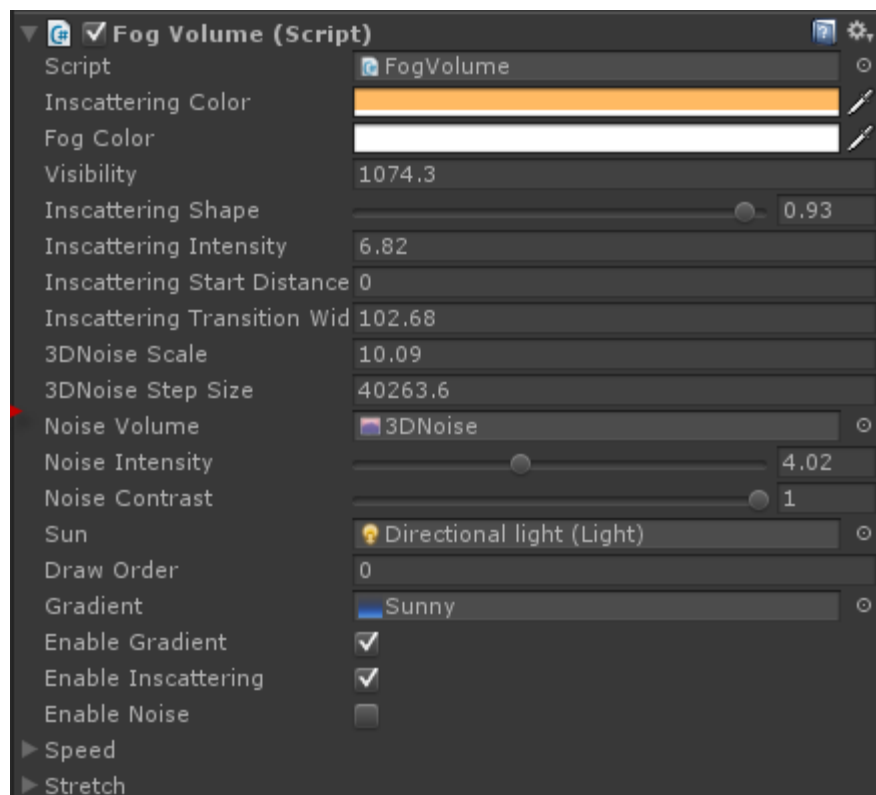 Fog Volume (Script)
Script FogVolume
Inscattering Color
Fog Color
Visibility 1074.3
Inscattering Shape 0.93
Inscattering Intensity 6.82
Inscattering Start Distance 0
Inscattering Transition Wid 102.68
3DNoise Scale 10.09
3DNoise Step Size 40263.6
Noise Volume 3DNoise
Noise Intensity 4.02
Noise Contrast 1
Sun Directional light (Light)
Draw Order 0
Gradient Sunny
Enable Gradient
Enable Inscattering
Enable Noise
Speed
Stretch